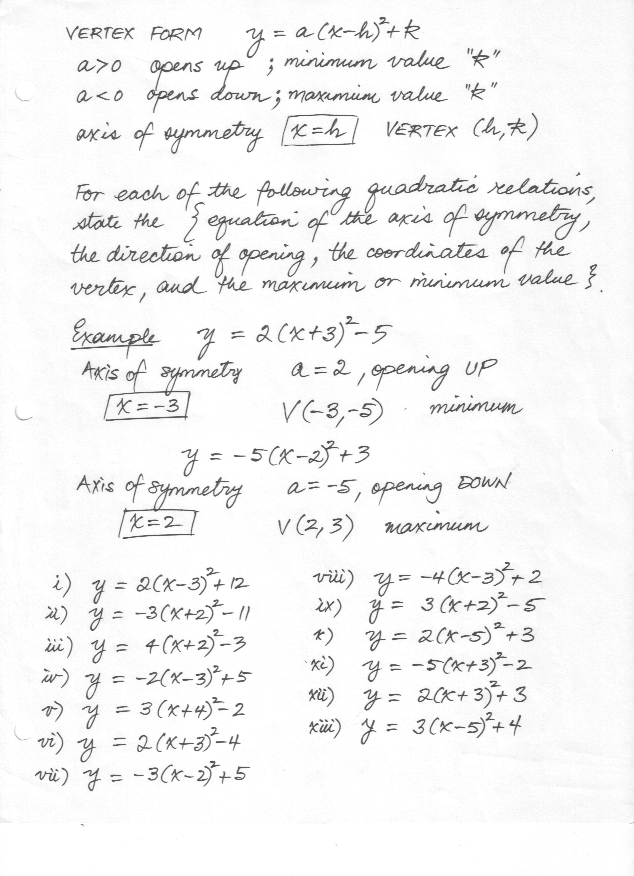 VERTEX FORM y = a(x-h)²+k
a>0 opens up ; minimum value "k"
a<0 opens down ; maximum value "k"
axis of symmetry x=h VERTEX (h,k)
For each of the following quadratic relations,
state the { equation of the axis of symmetry,
the direction of opening, the coordinates of the
vertex, and the maximum or minimum value }.
Example y = 2(x+3)²-5
Axis of symmetry a=2, opening UP
x=-3 V(-3,-5) minimum
y = -5(x-2)²+3
Axis of symmetry a=-5, opening DOWN
x=2 V(2,3) maximum
i) y = 2(x-3)²+12
ii) y = -3(x+2)²-11
iii) y = 4(x+2)²-3
iv) y = -2(x-3)²+5
v) y = 3(x+4)²-2
vi) y = 2(x+3)²-4
vii) y = -3(x-2)²+5
viii) y = -4(x-3)²+2
ix) y = 3(x+2)²-5
x) y = 2(x-5)²+3
xi) y = -5(x+3)²-2
xii) y = 2(x+3)²+3
xiii) y = 3(x-5)²+4